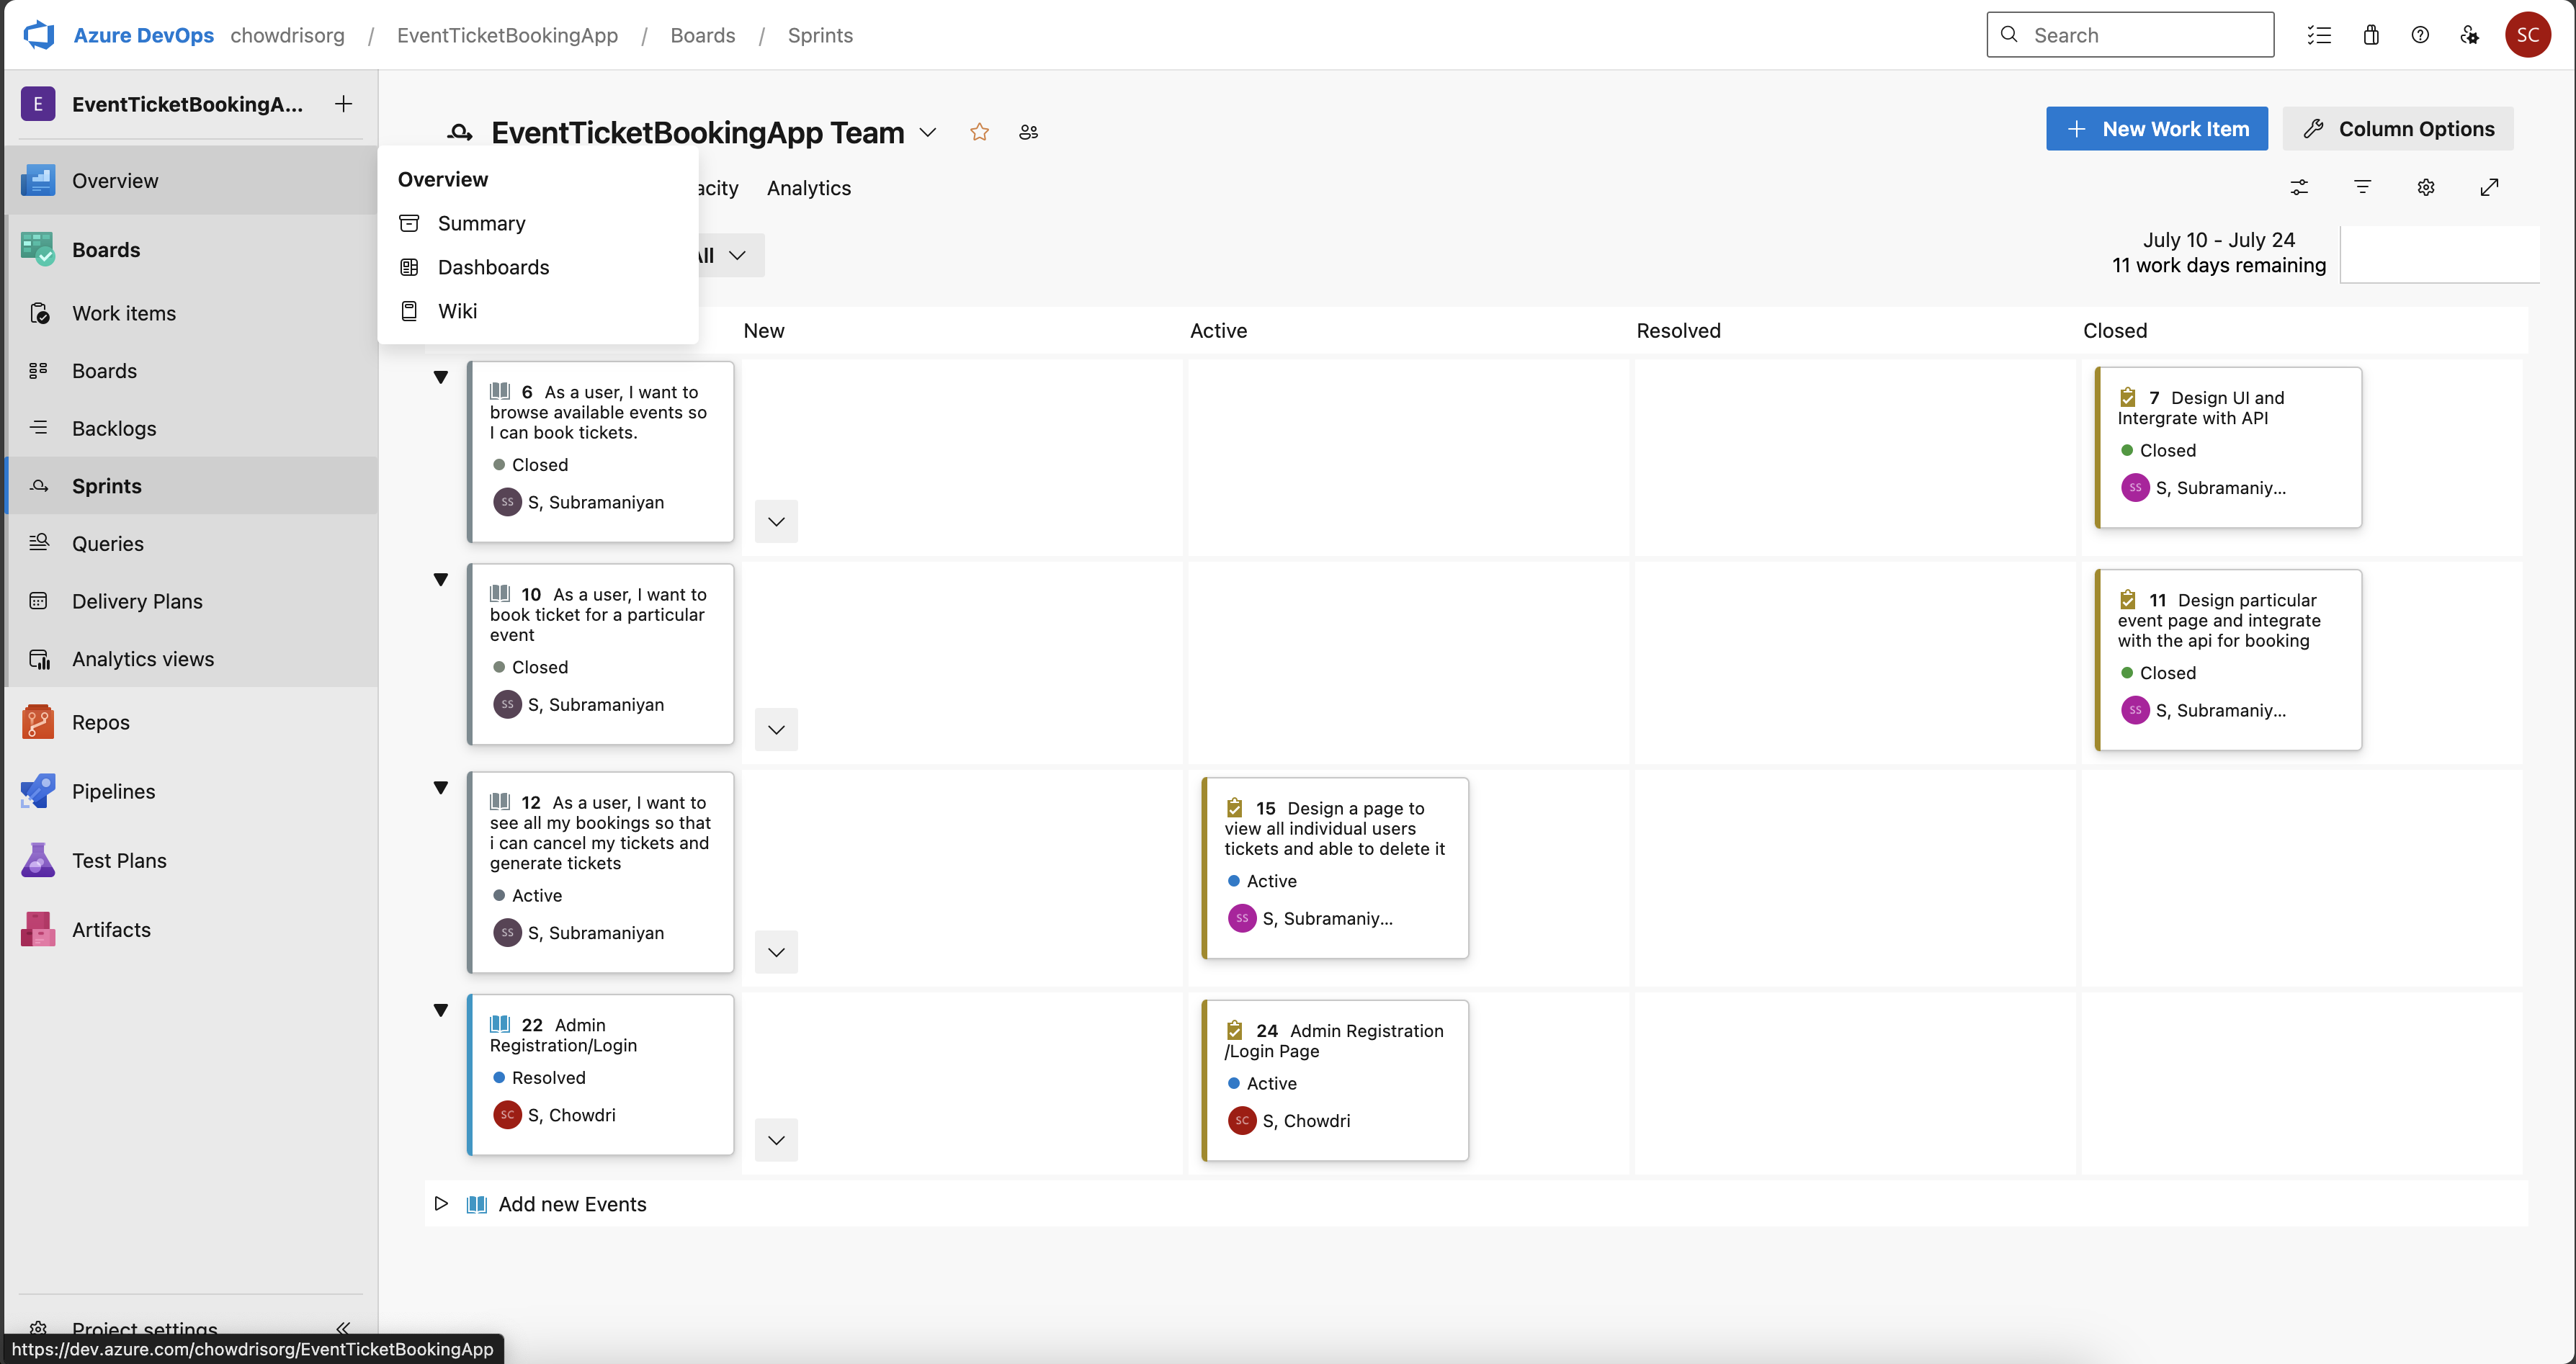 Azure DevOps chowdrisorg / EventTicketBookingApp / Boards / Sprints
Search
SC
E EventTicketBookingA...
Overview
Boards
Work items
Boards
Backlogs
Sprints
Queries
Delivery Plans
Analytics views
Repos
Pipelines
Test Plans
Artifacts
Project settings
https://dev.azure.com/chowdrisorg/EventTicketBookingApp
EventTicketBookingApp Team
New Work Item
Column Options
Overview
Summary
Dashboards
Wiki
acity Analytics
All
July 10 - July 24
11 work days remaining
New Active Resolved Closed
6 As a user, I want to
browse available events so
I can book tickets.
Closed
SS S, Subramaniyan
7 Design UI and
Intergrate with API
Closed
SS S, Subramaniy...
10 As a user, I want to
book ticket for a particular
event
Closed
SS S, Subramaniyan
11 Design particular
event page and integrate
with the api for booking
Closed
SS S, Subramaniy...
12 As a user, I want to
see all my bookings so that
i can cancel my tickets and
generate tickets
Active
SS S, Subramaniyan
15 Design a page to
view all individual users
tickets and able to delete it
Active
SS S, Subramaniy...
22 Admin
Registration/Login
Resolved
SC S, Chowdri
24 Admin Registration
/Login Page
Active
SC S, Chowdri
Add new Events